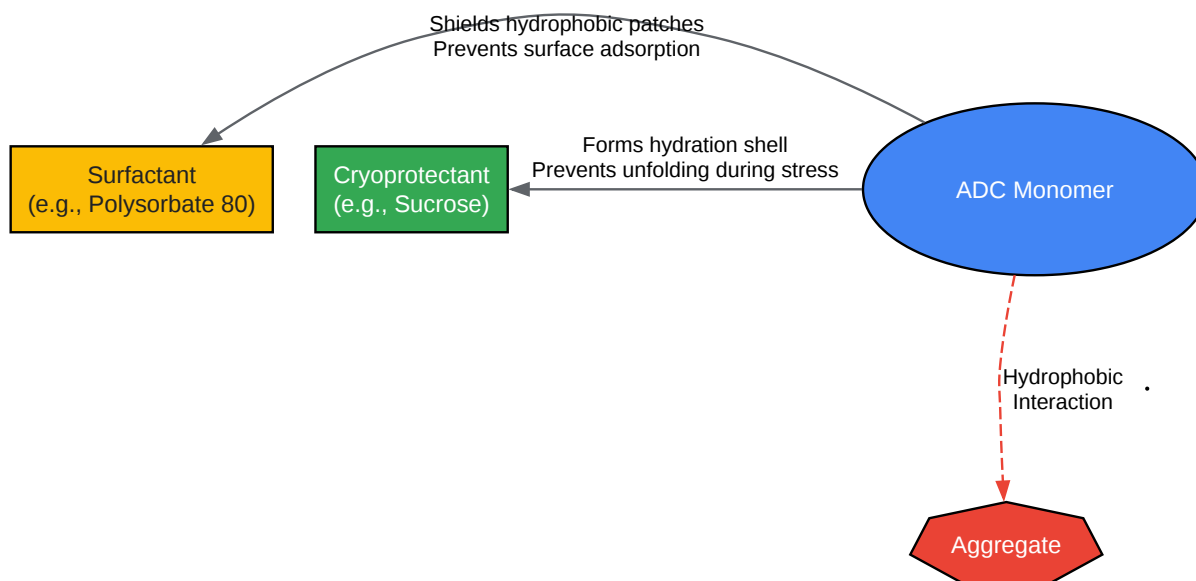 Shields hydrophobic patches
Prevents surface adsorption
Surfactant
(e.g., Polysorbate 80)
Cryoprotectant
(e.g., Sucrose)
Forms hydration shell
Prevents unfolding during stress
ADC Monomer
Hydrophobic
Interaction
Aggregate